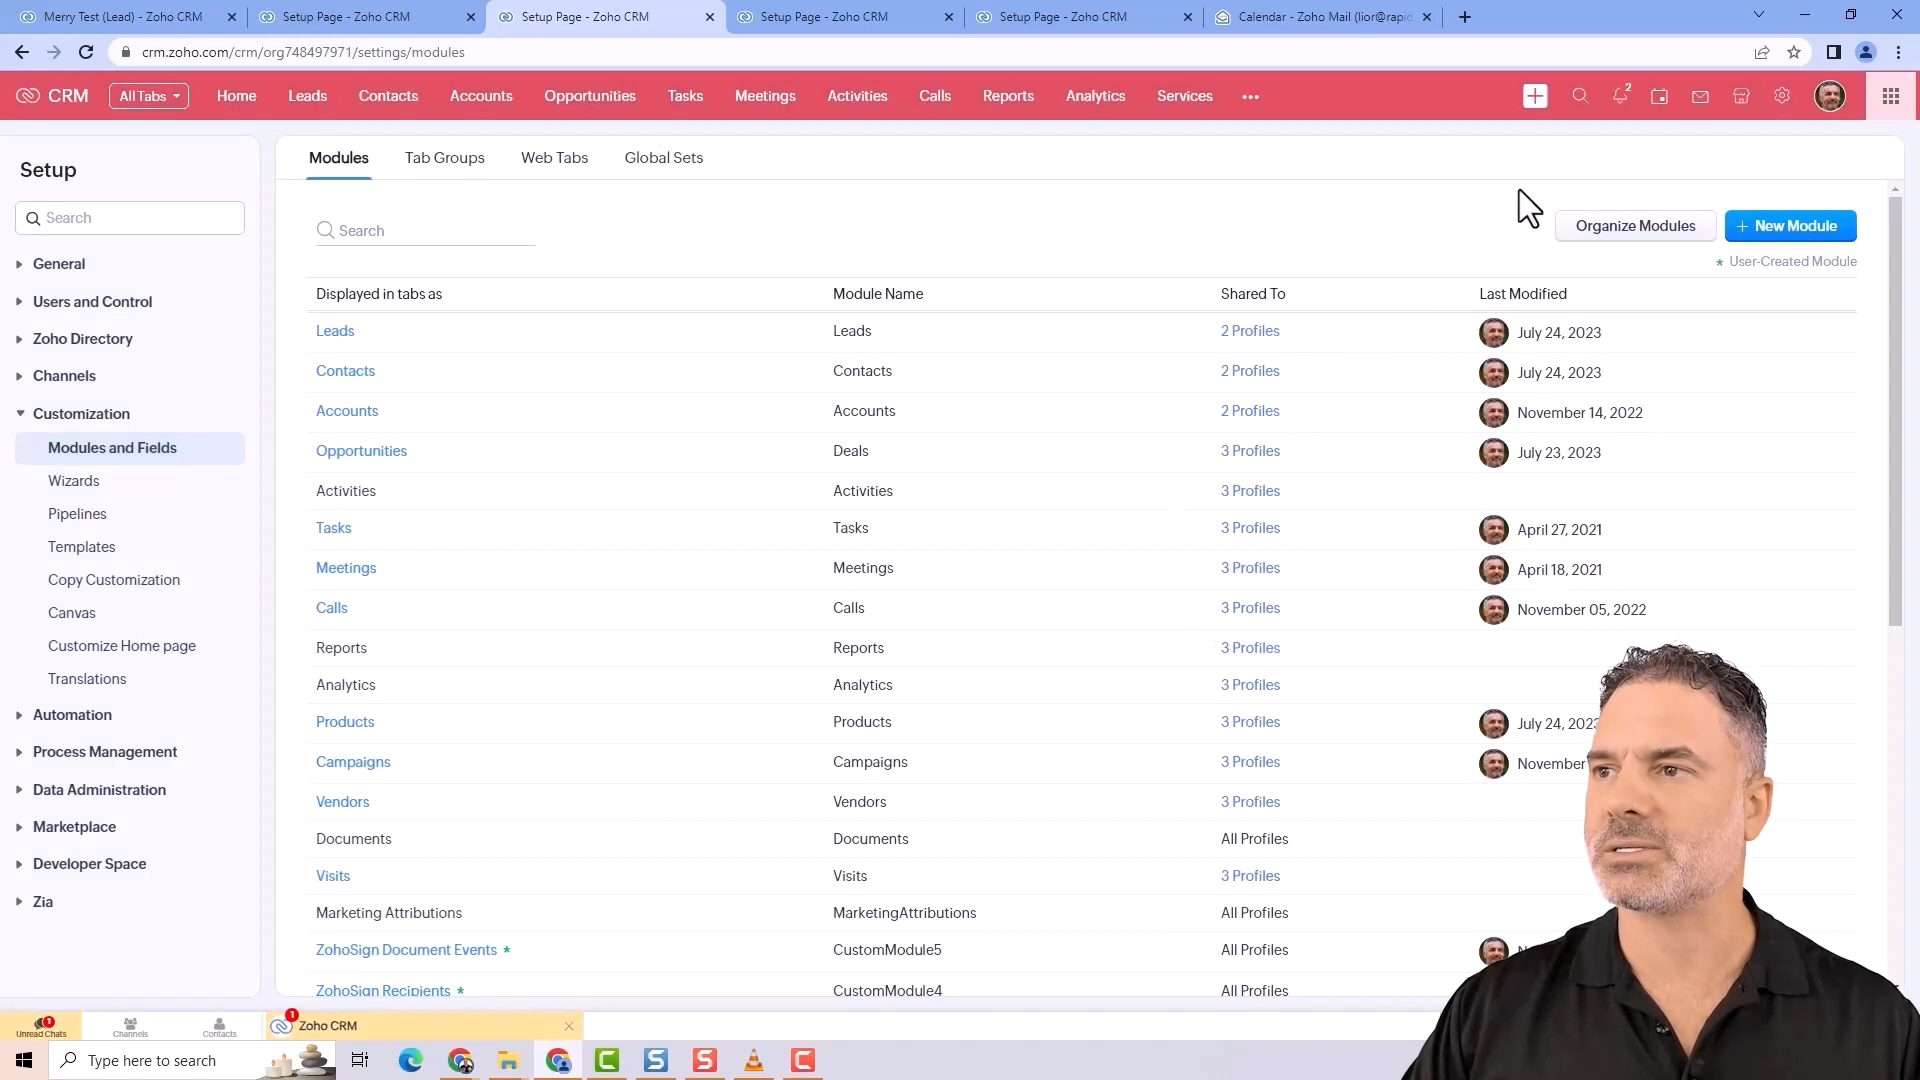 Merry Test (Lead) - Zoho CRM
Setup Page - Zoho CRM
Setup Page - Zoho CRM
Setup Page - Zoho CRM
Setup Page - Zoho CRM
Calendar - Zoho Mail (lior@rapid
crm.zoho.com/crm/org748497971/settings/modules
CRM All Tabs Home Leads Contacts Accounts Opportunities Tasks Meetings Activities Calls Reports Analytics Services ••• 2
Setup
Search
General
Users and Control
Zoho Directory
Channels
Customization
Modules and Fields
Wizards
Pipelines
Templates
Copy Customization
Canvas
Customize Home page
Translations
Automation
Process Management
Data Administration
Marketplace
Developer Space
Zia
Modules Tab Groups Web Tabs Global Sets
Search
Organize Modules + New Module
* User-Created Module
Displayed in tabs as Module Name Shared To Last Modified
Leads Leads 2 Profiles July 24, 2023
Contacts Contacts 2 Profiles July 24, 2023
Accounts Accounts 2 Profiles November 14, 2022
Opportunities Deals 3 Profiles July 23, 2023
Activities Activities 3 Profiles
Tasks Tasks 3 Profiles April 27, 2021
Meetings Meetings 3 Profiles April 18, 2021
Calls Calls 3 Profiles November 05, 2022
Reports Reports 3 Profiles
Analytics Analytics 3 Profiles
Products Products 3 Profiles July 24, 2023
Campaigns Campaigns 3 Profiles November
Vendors Vendors 3 Profiles
Documents Documents All Profiles
Visits Visits 3 Profiles
Marketing Attributions MarketingAttributions All Profiles
ZohoSign Document Events * CustomModule5 All Profiles
ZohoSign Recipients * CustomModule4 All Profiles
1 Unread Chats
Channels
Contacts
1 Zoho CRM
Type here to search